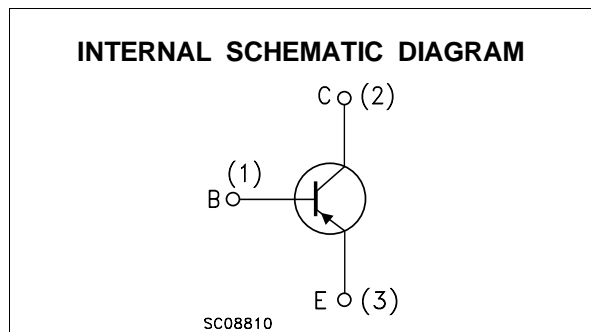 INTERNAL SCHEMATIC DIAGRAM
C (2)
(1)
B
E (3)
SC08810